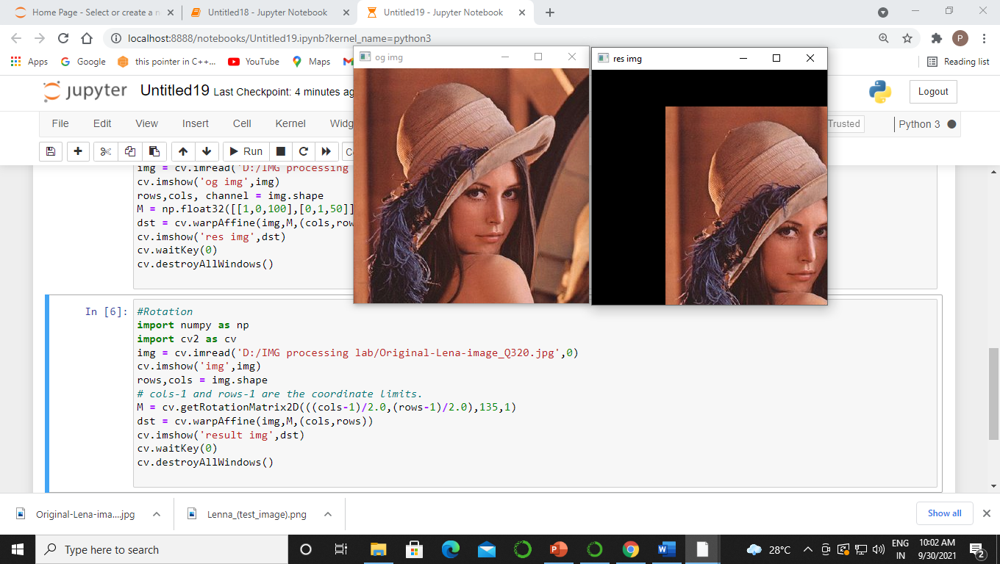 Home Page - Select or create a n
Untitled18 - Jupyter Notebook
Untitled19 - Jupyter Notebook
localhost:8888/notebooks/Untitled19.ipynb?kernel_name=python3
P
Apps
Google
this pointer in C++...
YouTube
Maps
Reading list
og img
res img
jupyter
Untitled19 Last Checkpoint: 4 minutes ag
Logout
File Edit View Insert Cell Kernel Widg
Trusted
Python 3
Run
img = cv.imread('D:/IMG processing
cv.imshow('og img',img)
rows,cols, channel = img.shape
M = np.float32([[1,0,100],[0,1,50]]
dst = cv.warpAffine(img,M,(cols,row
cv.imshow('res img',dst)
cv.waitKey(0)
cv.destroyAllWindows()
In [6]:
#Rotation
import numpy as np
import cv2 as cv
img = cv.imread('D:/IMG processing lab/Original-Lena-image_Q320.jpg',0)
cv.imshow('img',img)
rows,cols = img.shape
# cols-1 and rows-1 are the coordinate limits.
M = cv.getRotationMatrix2D(((cols-1)/2.0,(rows-1)/2.0),135,1)
dst = cv.warpAffine(img,M,(cols,rows))
cv.imshow('result img',dst)
cv.waitKey(0)
cv.destroyAllWindows()
Original-Lena-ima....jpg
Lenna_(test_image).png
Show all
Type here to search
28°C
ENG
IN
10:02 AM
9/30/2021
2